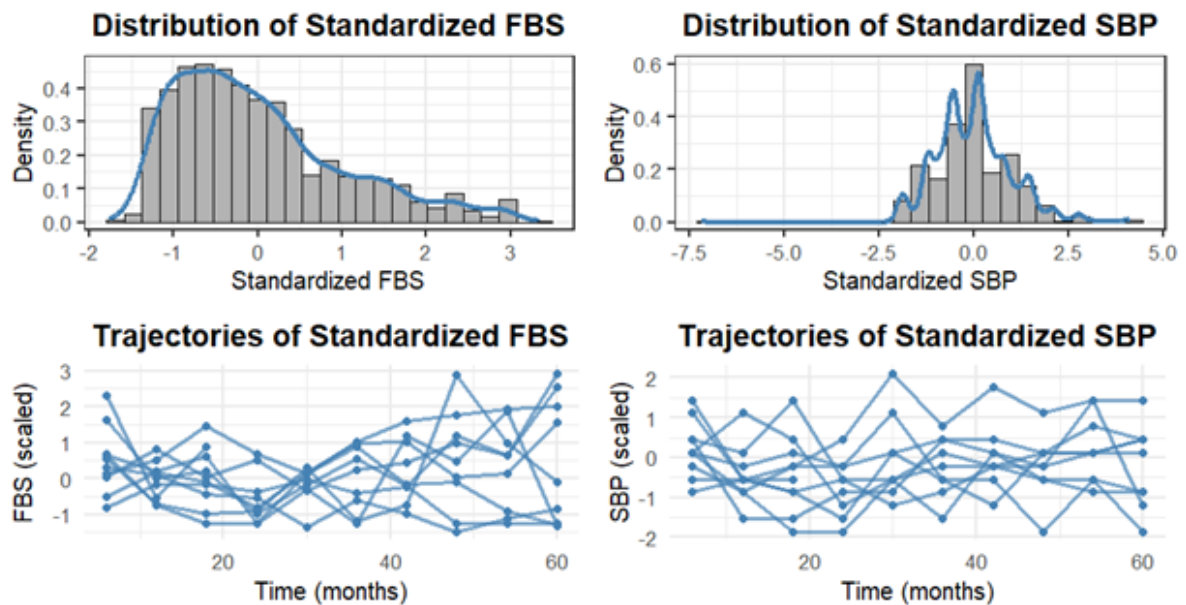 Distribution of Standardized FBS
Density
0.4
0.3
0.2
0.1
0.0
-2 -1 0 1 2 3
Standardized FBS
Distribution of Standardized SBP
Density
0.6
0.4
0.2
0.0
-7.5 -5.0 -2.5 0.0 2.5 5.0
Standardized SBP
Trajectories of Standardized FBS
FBS (scaled)
3
2
1
0
-1
20 40 60
Time (months)
Trajectories of Standardized SBP
SBP (scaled)
2
1
0
-1
-2
20 40 60
Time (months)